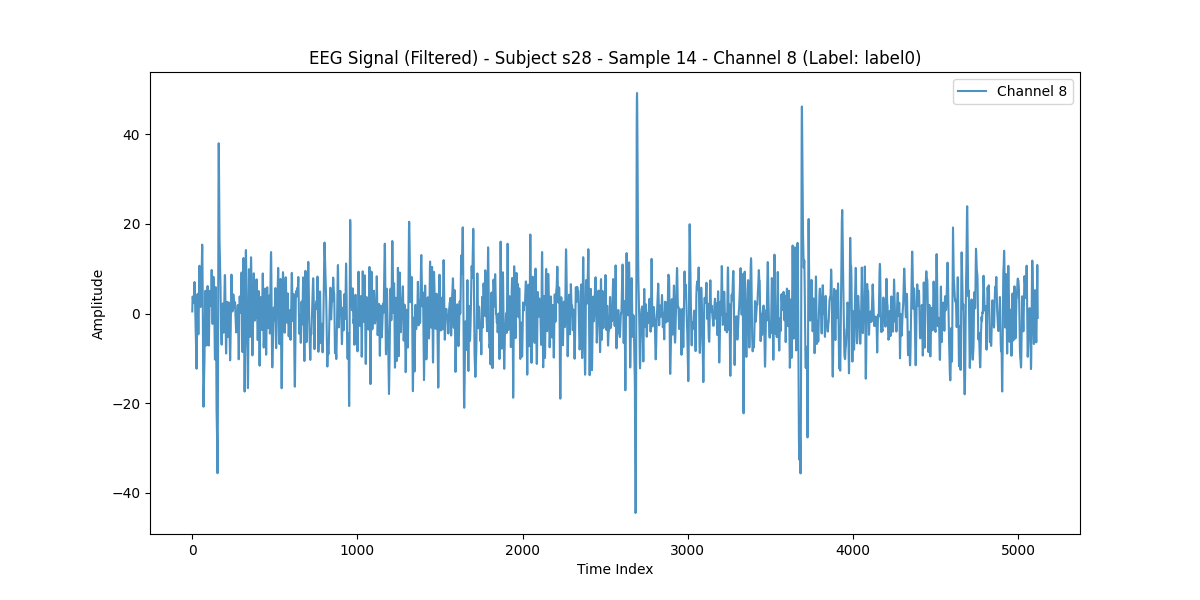 EEG Signal (Filtered) - Subject s28 - Sample 14 - Channel 8 (Label: label0)
Channel 8
Amplitude
40
20
0
−20
−40
0 1000 2000 3000 4000 5000
Time Index